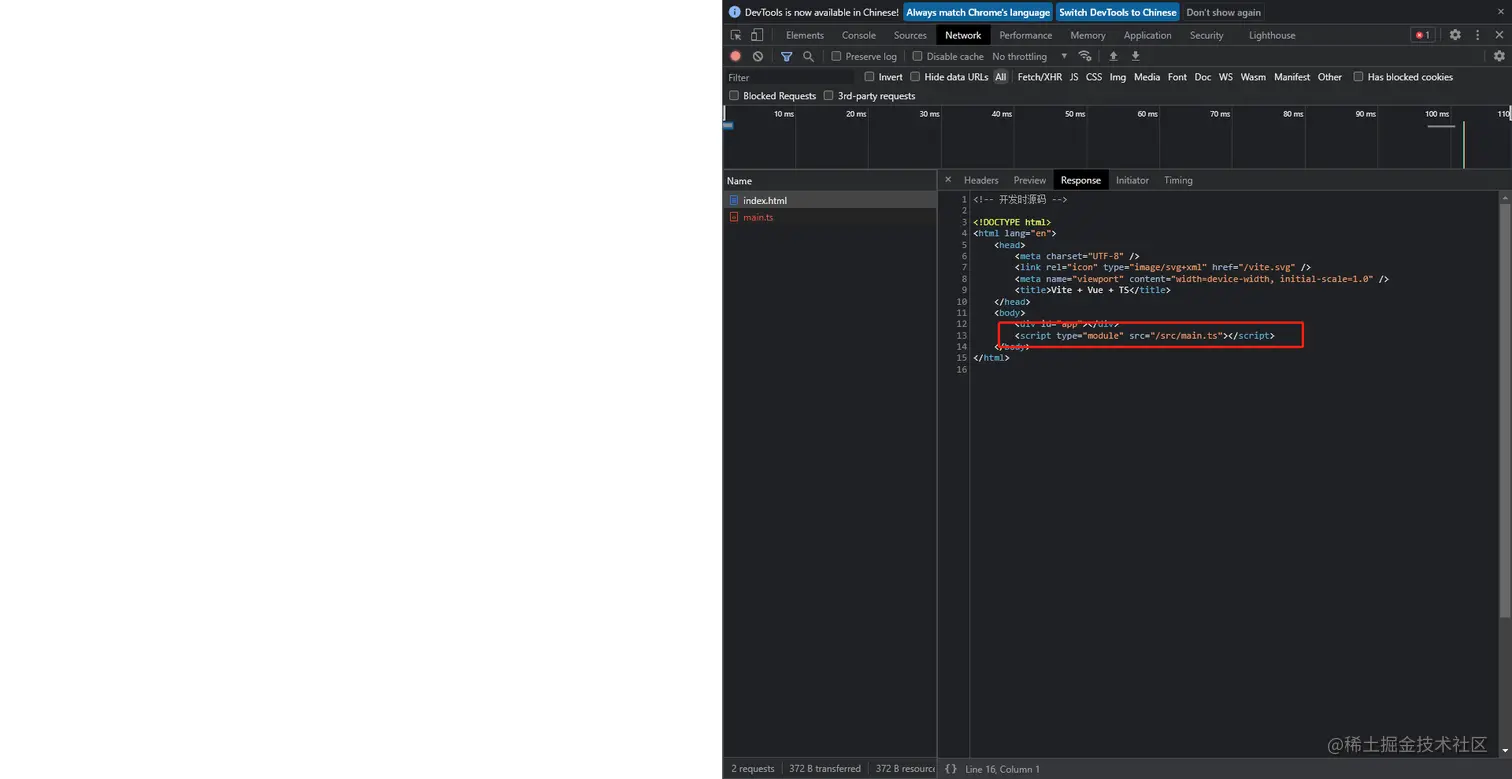 DevTools is now available in Chinese! Always match Chrome's language Switch DevTools to Chinese Don't show again
Elements Console Sources Network Performance Memory Application Security Lighthouse 1
Preserve log Disable cache No throttling
Filter Invert Hide data URLs All Fetch/XHR JS CSS Img Media Font Doc WS Wasm Manifest Other Has blocked cookies
Blocked Requests 3rd-party requests
10 ms 20 ms 30 ms 40 ms 50 ms 60 ms 70 ms 80 ms 90 ms 100 ms 110
Name
index.html
main.ts
Headers Preview Response Initiator Timing
1 <!-- 开发时源码 -->
2
3 <!DOCTYPE html>
4 <html lang="en">
5 <head>
6 <meta charset="UTF-8" />
7 <link rel="icon" type="image/svg+xml" href="/vite.svg" />
8 <meta name="viewport" content="width=device-width, initial-scale=1.0" />
9 <title>Vite + Vue + TS</title>
10 </head>
11 <body>
12 <div id="app"></div>
13 <script type="module" src="/src/main.ts"></script>
14 </body>
15 </html>
16
@稀土掘金技术社区
2 requests 372 B transferred 372 B resourc
{} Line 16, Column 1